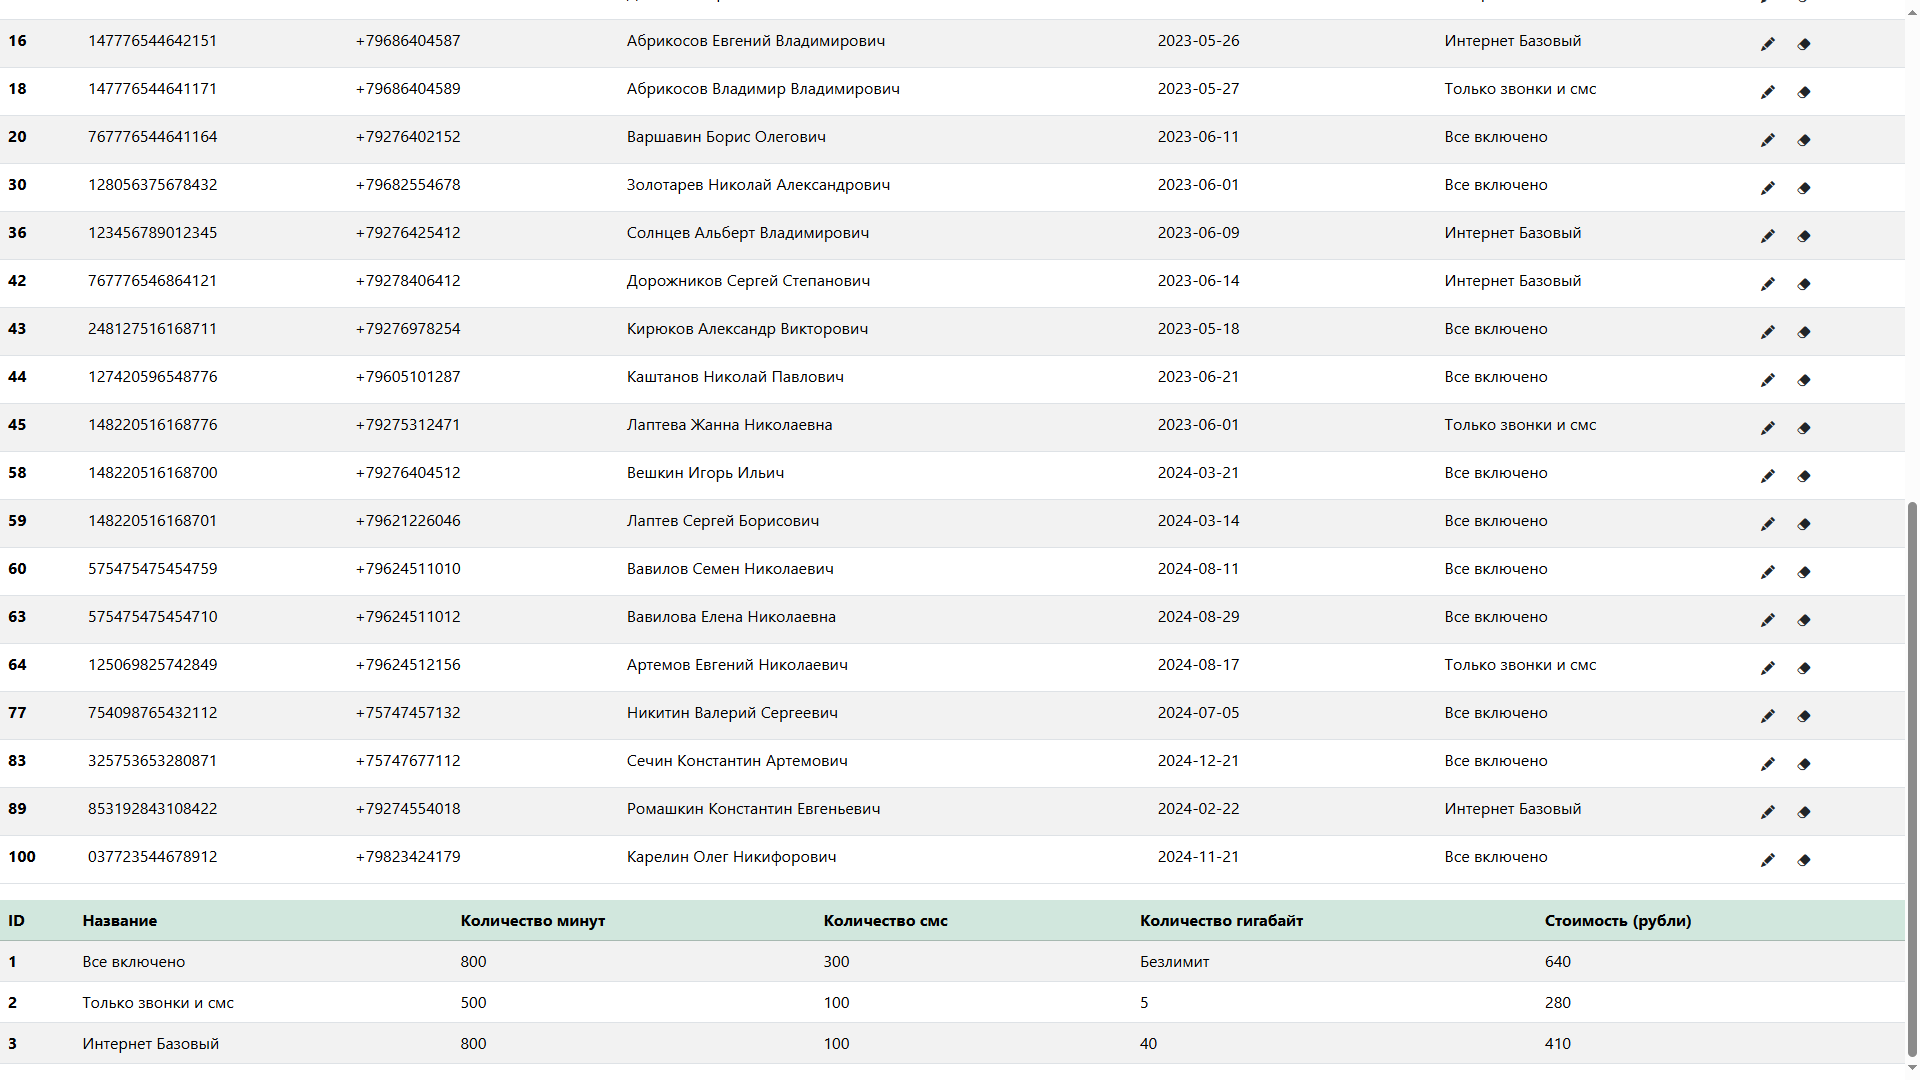 16 147776544642151 +79686404587 Абрикосов Евгений Владимирович 2023-05-26 Интернет Базовый
18 147776544641171 +79686404589 Абрикосов Владимир Владимирович 2023-05-27 Только звонки и смс
20 767776544641164 +79276402152 Варшавин Борис Олегович 2023-06-11 Все включено
30 128056375678432 +79682554678 Золотарев Николай Александрович 2023-06-01 Все включено
36 123456789012345 +79276425412 Солнцев Альберт Владимирович 2023-06-09 Интернет Базовый
42 767776546864121 +79278406412 Дорожников Сергей Степанович 2023-06-14 Интернет Базовый
43 248127516168711 +79276978254 Кирюков Александр Викторович 2023-05-18 Все включено
44 127420596548776 +79605101287 Каштанов Николай Павлович 2023-06-21 Все включено
45 148220516168776 +79275312471 Лаптева Жанна Николаевна 2023-06-01 Только звонки и смс
58 148220516168700 +79276404512 Вешкин Игорь Ильич 2024-03-21 Все включено
59 148220516168701 +79621226046 Лаптев Сергей Борисович 2024-03-14 Все включено
60 575475475454759 +79624511010 Вавилов Семен Николаевич 2024-08-11 Все включено
63 575475475454710 +79624511012 Вавилова Елена Николаевна 2024-08-29 Все включено
64 125069825742849 +79624512156 Артемов Евгений Николаевич 2024-08-17 Только звонки и смс
77 754098765432112 +75747457132 Никитин Валерий Сергеевич 2024-07-05 Все включено
83 325753653280871 +75747677112 Сечин Константин Артемович 2024-12-21 Все включено
89 853192843108422 +79274554018 Ромашкин Константин Евгеньевич 2024-02-22 Интернет Базовый
100 037723544678912 +79823424179 Карелин Олег Никифорович 2024-11-21 Все включено
ID Название Количество минут Количество смс Количество гигабайт Стоимость (рубли)
1 Все включено 800 300 Безлимит 640
2 Только звонки и смс 500 100 5 280
3 Интернет Базовый 800 100 40 410